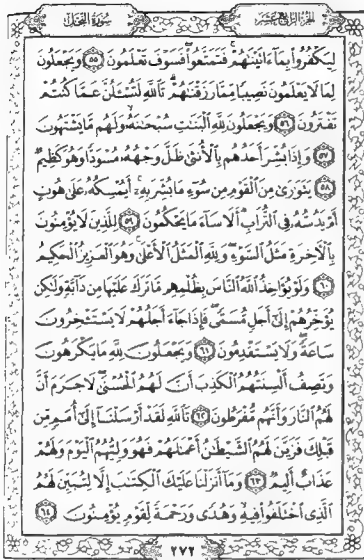 الجزء الرابع عشر
سورة النحل
لِيَكْفُرُوا۟ بِمَآ ءَاتَيْنَـٰهُمْ ۚ فَتَمَتَّعُوا۟ ۖ فَسَوْفَ تَعْلَمُونَ ٥٥ وَيَجْعَلُونَ
لِمَا لَا يَعْلَمُونَ نَصِيبًا مِّمَّا رَزَقْنَـٰهُمْ ۗ تَٱللَّهِ لَتُسْـَٔلُنَّ عَمَّا كُنتُمْ
تَفْتَرُونَ ٥٦ وَيَجْعَلُونَ لِلَّهِ ٱلْبَنَـٰتِ سُبْحَـٰنَهُۥ ۙ وَلَهُم مَّا يَشْتَهُونَ
٥٧ وَإِذَا بُشِّرَ أَحَدُهُم بِٱلْأُنثَىٰ ظَلَّ وَجْهُهُۥ مُسْوَدًّا وَهُوَ كَظِيمٌ
٥٨ يَتَوَٰرَىٰ مِنَ ٱلْقَوْمِ مِن سُوٓءِ مَا بُشِّرَ بِهِۦٓ ۚ أَيُمْسِكُهُۥ عَلَىٰ هُونٍ
أَمْ يَدُسُّهُۥ فِى ٱلتُّرَابِ ۗ أَلَا سَآءَ مَا يَحْكُمُونَ ٥٩ لِلَّذِينَ لَا يُؤْمِنُونَ
بِٱلْـَٔاخِرَةِ مَثَلُ ٱلسَّوْءِ ۖ وَلِلَّهِ ٱلْمَثَلُ ٱلْأَعْلَىٰ ۚ وَهُوَ ٱلْعَزِيزُ ٱلْحَكِيمُ
٦٠ وَلَوْ يُؤَاخِذُ ٱللَّهُ ٱلنَّاسَ بِظُلْمِهِم مَّا تَرَكَ عَلَيْهَا مِن دَآبَّةٍ وَلَـٰكِن
يُؤَخِّرُهُمْ إِلَىٰٓ أَجَلٍ مُّسَمًّى ۖ فَإِذَا جَآءَ أَجَلُهُمْ لَا يَسْتَـْٔخِرُونَ
سَاعَةً ۖ وَلَا يَسْتَقْدِمُونَ ٦١ وَيَجْعَلُونَ لِلَّهِ مَا يَكْرَهُونَ
وَتَصِفُ أَلْسِنَتُهُمُ ٱلْكَذِبَ أَنَّ لَهُمُ ٱلْحُسْنَىٰ ۖ لَا جَرَمَ أَنَّ
لَهُمُ ٱلنَّارَ وَأَنَّهُم مُّفْرَطُونَ ٦٢ تَٱللَّهِ لَقَدْ أَرْسَلْنَآ إِلَىٰٓ أُمَمٍ مِّن
قَبْلِكَ فَزَيَّنَ لَهُمُ ٱلشَّيْطَـٰنُ أَعْمَـٰلَهُمْ فَهُوَ وَلِيُّهُمُ ٱلْيَوْمَ وَلَهُمْ
عَذَابٌ أَلِيمٌ ٦٣ وَمَآ أَنزَلْنَا عَلَيْكَ ٱلْكِتَـٰبَ إِلَّا لِتُبَيِّنَ لَهُمُ
ٱلَّذِى ٱخْتَلَفُوا۟ فِيهِ ۙ وَهُدًى وَرَحْمَةً لِّقَوْمٍ يُؤْمِنُونَ ٦٤
٢٧٣